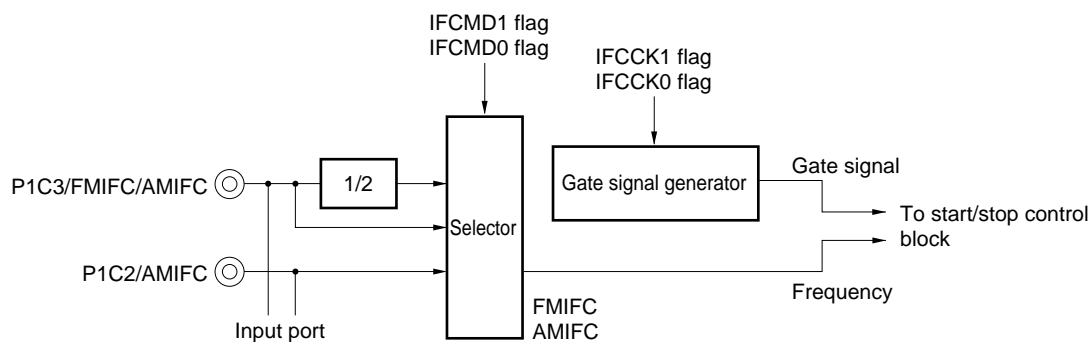 IFCMD1 flag
IFCMD0 flag
IFCCK1 flag
IFCCK0 flag
P1C3/FMIFC/AMIFC
1/2
Selector
Gate signal generator
Gate signal
To start/stop control
block
P1C2/AMIFC
Frequency
FMIFC
AMIFC
Input port